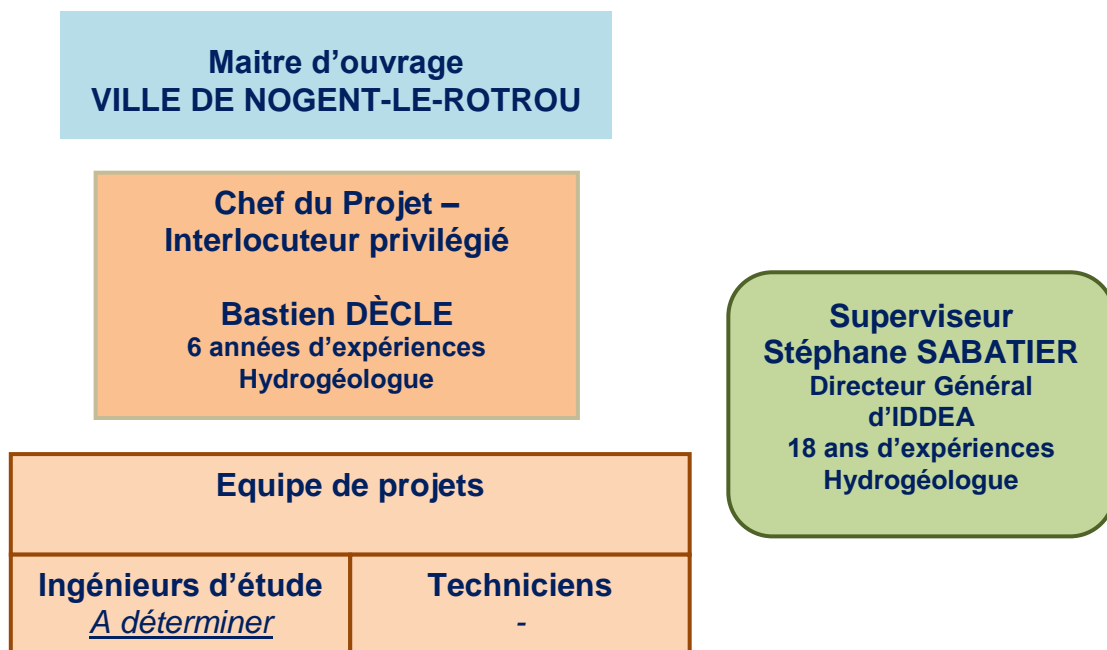 Maitre d'ouvrage
VILLE DE NOGENT-LE-ROTROU
Chef du Projet –
Interlocuteur privilégié
Bastien DÈCLE
6 années d'expériences
Hydrogéologue
Superviseur
Stéphane SABATIER
Directeur Général
d'IDDEA
18 ans d'expériences
Hydrogéologue
Equipe de projets
Ingénieurs d'étude
A déterminer
Techniciens
-